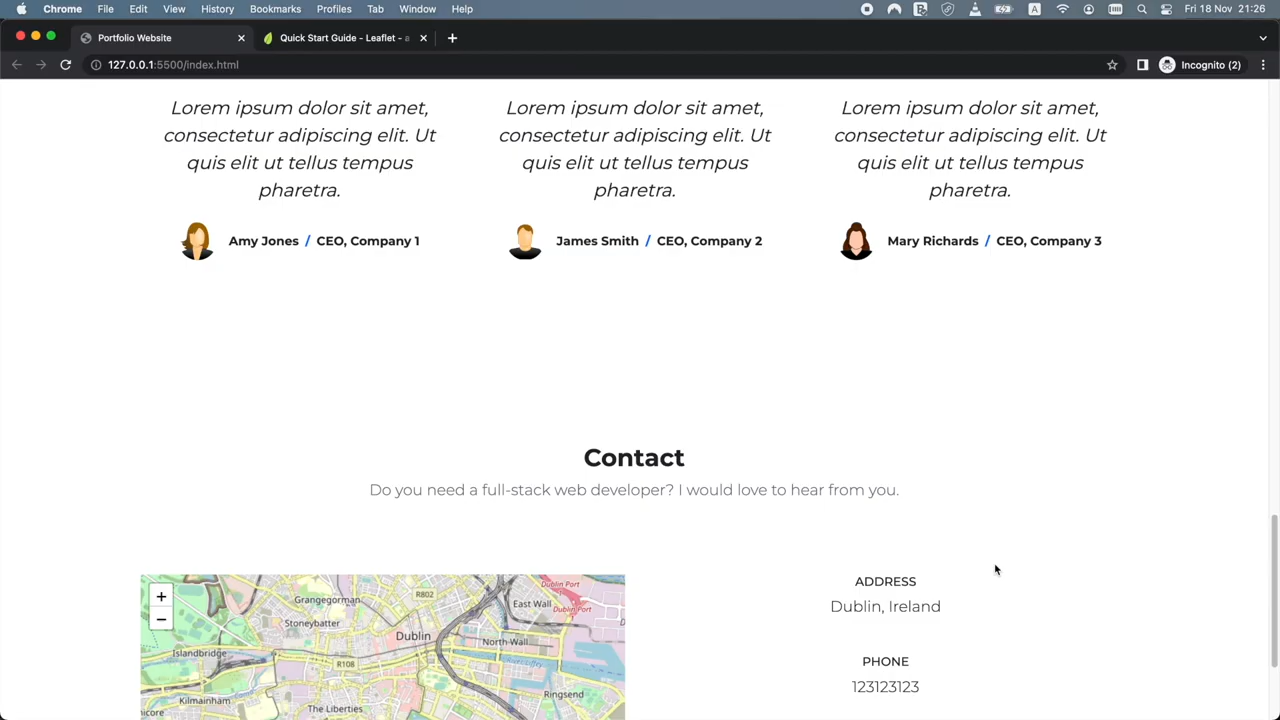 Chrome File Edit View History Bookmarks Profiles Tab Window Help A Fri 18 Nov 21:26
Portfolio Website Quick Start Guide - Leaflet - a
127.0.0.1:5500/index.html Incognito (2)
Lorem ipsum dolor sit amet,
consectetur adipiscing elit. Ut
quis elit ut tellus tempus
pharetra.
Amy Jones / CEO, Company 1
Lorem ipsum dolor sit amet,
consectetur adipiscing elit. Ut
quis elit ut tellus tempus
pharetra.
James Smith / CEO, Company 2
Lorem ipsum dolor sit amet,
consectetur adipiscing elit. Ut
quis elit ut tellus tempus
pharetra.
Mary Richards / CEO, Company 3
Contact
Do you need a full-stack web developer? I would love to hear from you.
+
−
Grangegorman
R802
Dublin Port
East Wall
Dublin Port
Stoneybatter
Dublin
North-Wall
Islandbridge
R108
Kilmainham
Ringsend
The Liberties
nicore
ADDRESS
Dublin, Ireland
PHONE
123123123